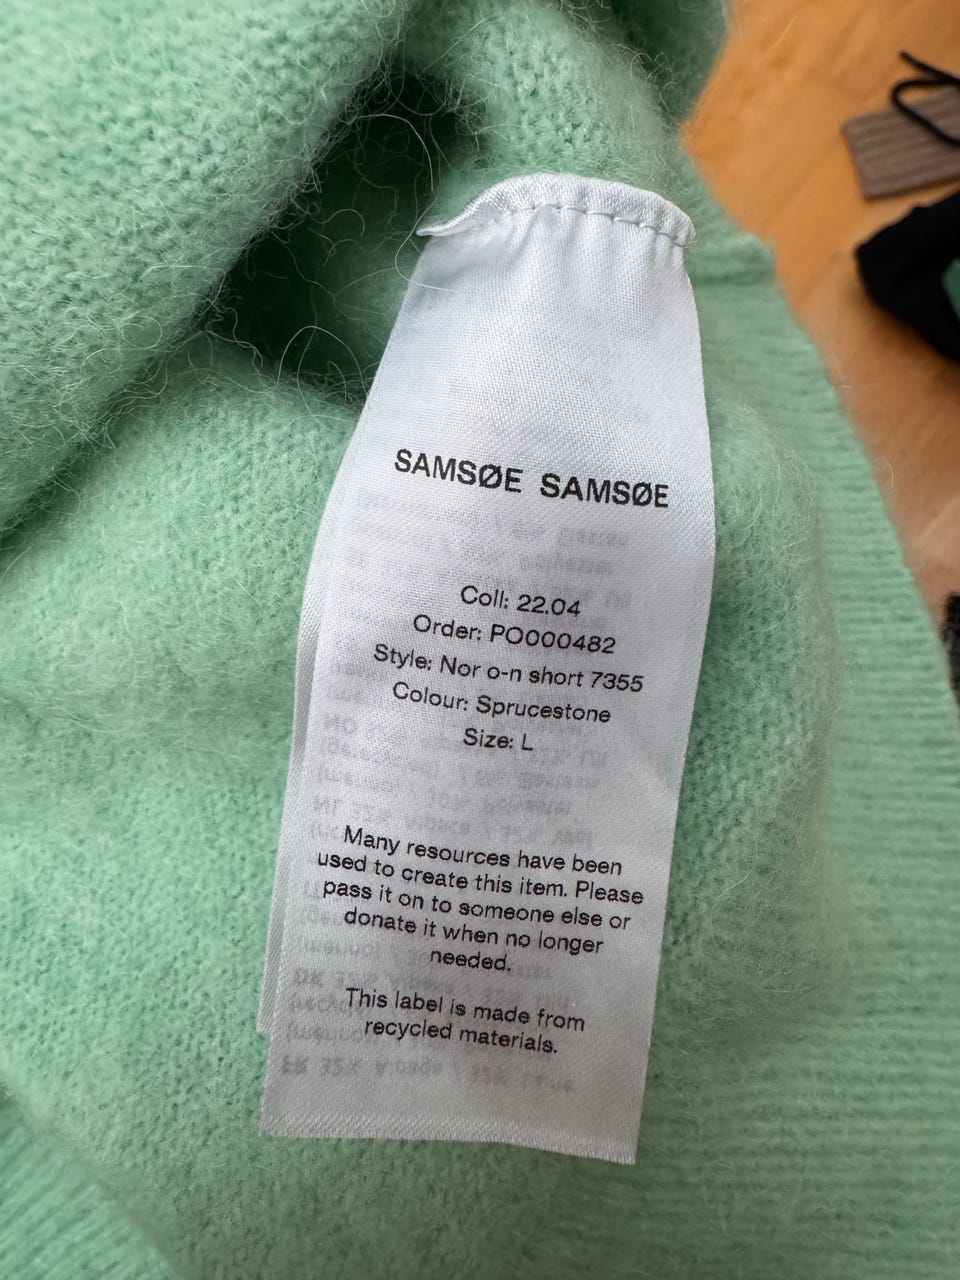 SAMSØE SAMSØE
Coll: 22.04
Order: PO000482
Style: Nor o-n short 7355
Colour: Sprucestone
Size: L
Many resources have been
used to create this item. Please
pass it on to someone else or
donate it when no longer
needed.
This label is made from
recycled materials.